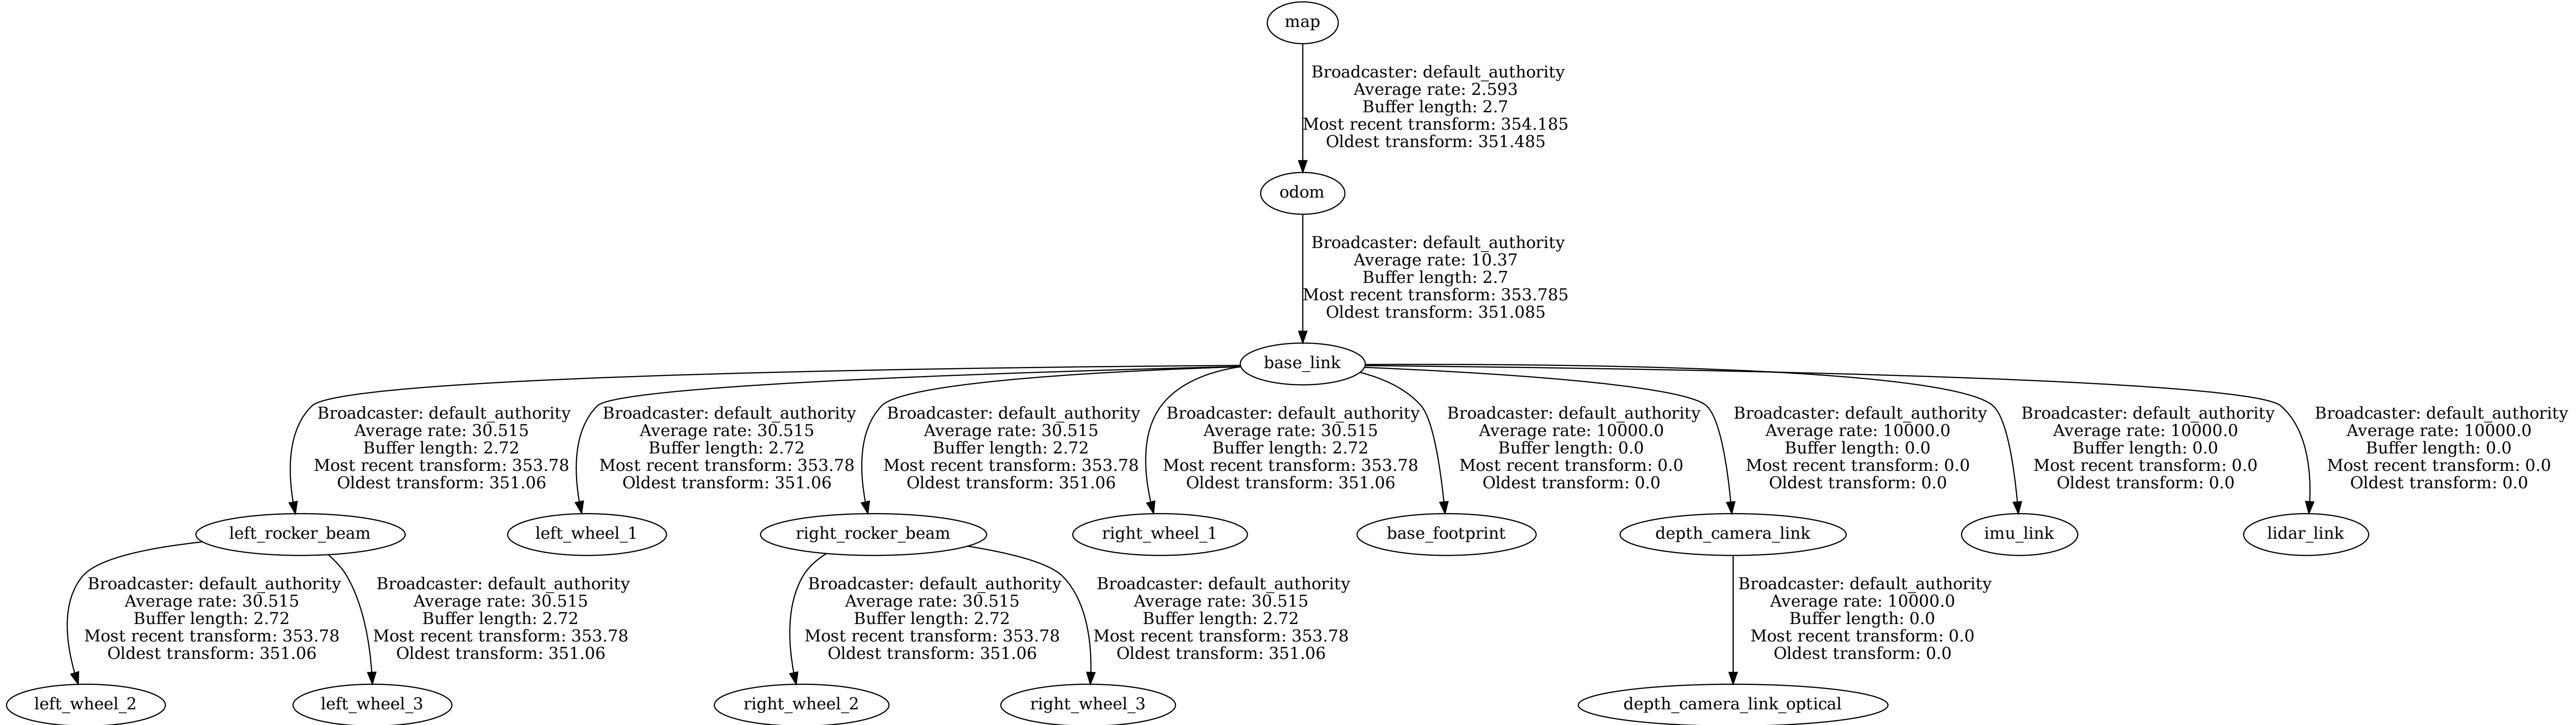 map
Broadcaster: default_authority
Average rate: 2.593
Buffer length: 2.7
Most recent transform: 354.185
Oldest transform: 351.485
odom
Broadcaster: default_authority
Average rate: 10.37
Buffer length: 2.7
Most recent transform: 353.785
Oldest transform: 351.085
base_link
Broadcaster: default_authority
Average rate: 30.515
Buffer length: 2.72
Most recent transform: 353.78
Oldest transform: 351.06
Broadcaster: default_authority
Average rate: 30.515
Buffer length: 2.72
Most recent transform: 353.78
Oldest transform: 351.06
Broadcaster: default_authority
Average rate: 30.515
Buffer length: 2.72
Most recent transform: 353.78
Oldest transform: 351.06
Broadcaster: default_authority
Average rate: 30.515
Buffer length: 2.72
Most recent transform: 353.78
Oldest transform: 351.06
Broadcaster: default_authority
Average rate: 10000.0
Buffer length: 0.0
Most recent transform: 0.0
Oldest transform: 0.0
Broadcaster: default_authority
Average rate: 10000.0
Buffer length: 0.0
Most recent transform: 0.0
Oldest transform: 0.0
Broadcaster: default_authority
Average rate: 10000.0
Buffer length: 0.0
Most recent transform: 0.0
Oldest transform: 0.0
Broadcaster: default_authority
Average rate: 10000.0
Buffer length: 0.0
Most recent transform: 0.0
Oldest transform: 0.0
left_rocker_beam
left_wheel_1
right_rocker_beam
right_wheel_1
base_footprint
depth_camera_link
imu_link
lidar_link
Broadcaster: default_authority
Average rate: 30.515
Buffer length: 2.72
Most recent transform: 353.78
Oldest transform: 351.06
Broadcaster: default_authority
Average rate: 30.515
Buffer length: 2.72
Most recent transform: 353.78
Oldest transform: 351.06
Broadcaster: default_authority
Average rate: 30.515
Buffer length: 2.72
Most recent transform: 353.78
Oldest transform: 351.06
Broadcaster: default_authority
Average rate: 30.515
Buffer length: 2.72
Most recent transform: 353.78
Oldest transform: 351.06
Broadcaster: default_authority
Average rate: 10000.0
Buffer length: 0.0
Most recent transform: 0.0
Oldest transform: 0.0
left_wheel_2
left_wheel_3
right_wheel_2
right_wheel_3
depth_camera_link_optical